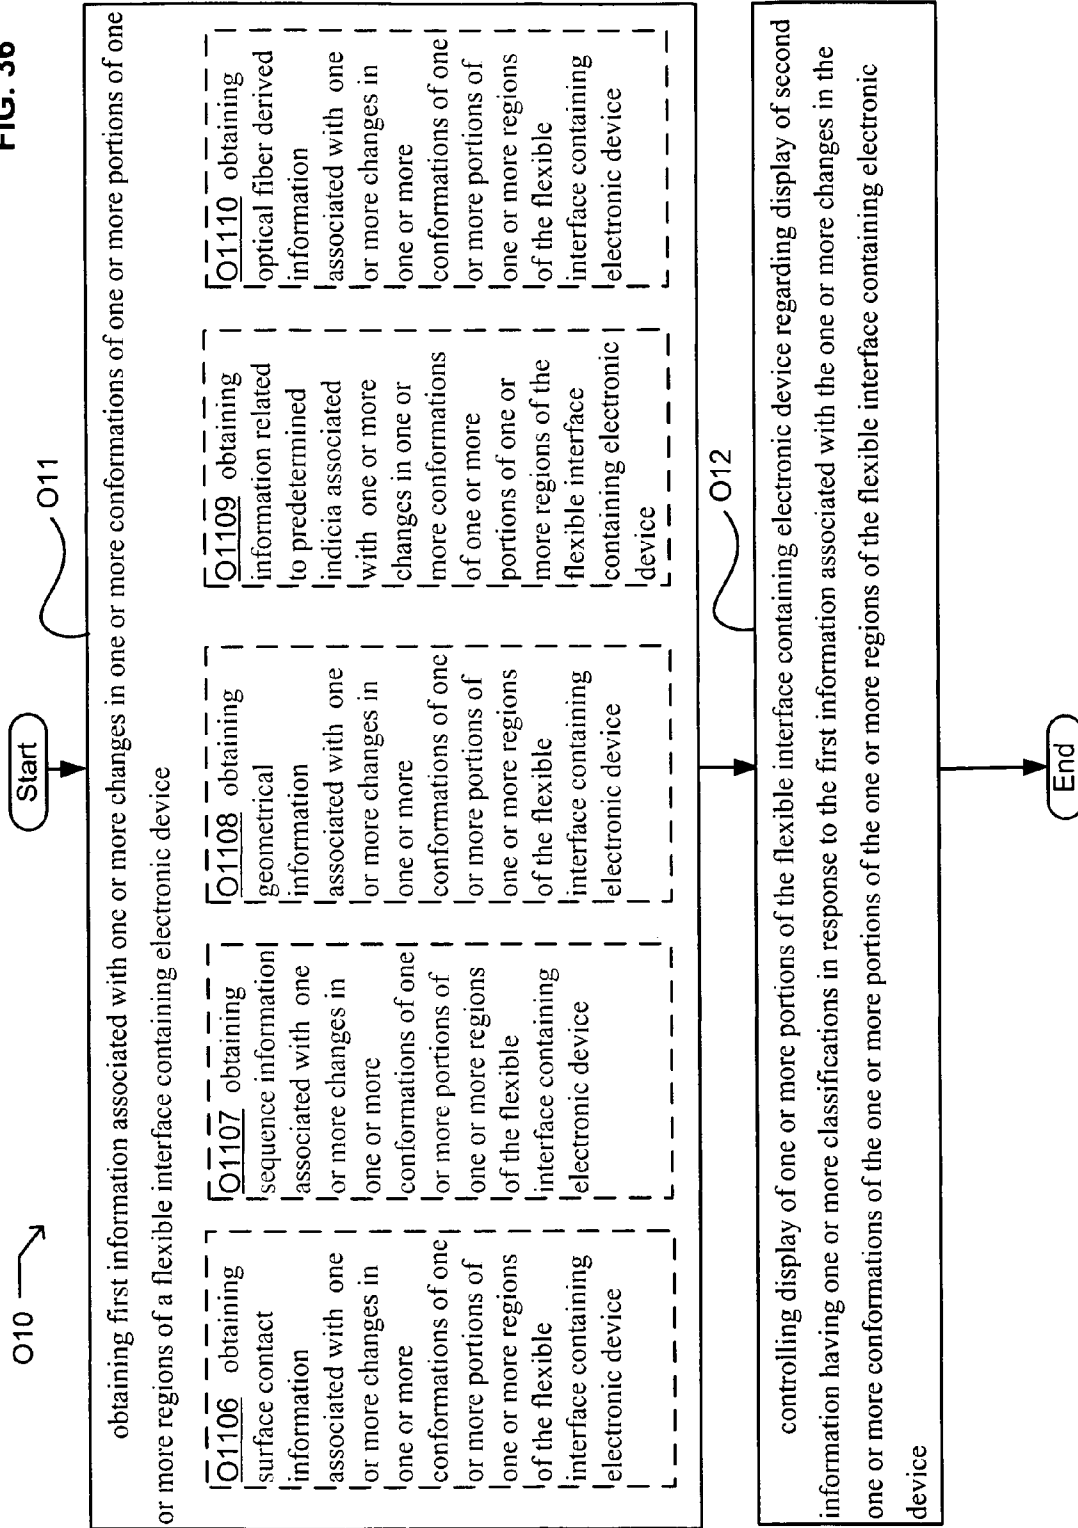 FIG. 36
O10
Start
O11
obtaining first information associated with one or more changes in one or more conformations of one or more portions of one
or more regions of a flexible interface containing electronic device
O1106 obtaining
surface contact
information
associated with one
or more changes in
one or more
conformations of one
or more portions of
one or more regions
of the flexible
interface containing
electronic device
O1107 obtaining
sequence information
associated with one
or more changes in
one or more
conformations of one
or more portions of
one or more regions
of the flexible
interface containing
electronic device
O1108 obtaining
geometrical
information
associated with one
or more changes in
one or more
conformations of one
or more portions of
one or more regions
of the flexible
interface containing
electronic device
O1109 obtaining
information related
to predetermined
indicia associated
with one or more
changes in one or
more conformations
of one or more
portions of one or
more regions of the
flexible interface
containing electronic
device
O1110 obtaining
optical fiber derived
information
associated with one
or more changes in
one or more
conformations of one
or more portions of
one or more regions
of the flexible
interface containing
electronic device
O12
controlling display of one or more portions of the flexible interface containing electronic device regarding display of second
information having one or more classifications in response to the first information associated with the one or more changes in the
one or more conformations of the one or more portions of the one or more regions of the flexible interface containing electronic
device
End